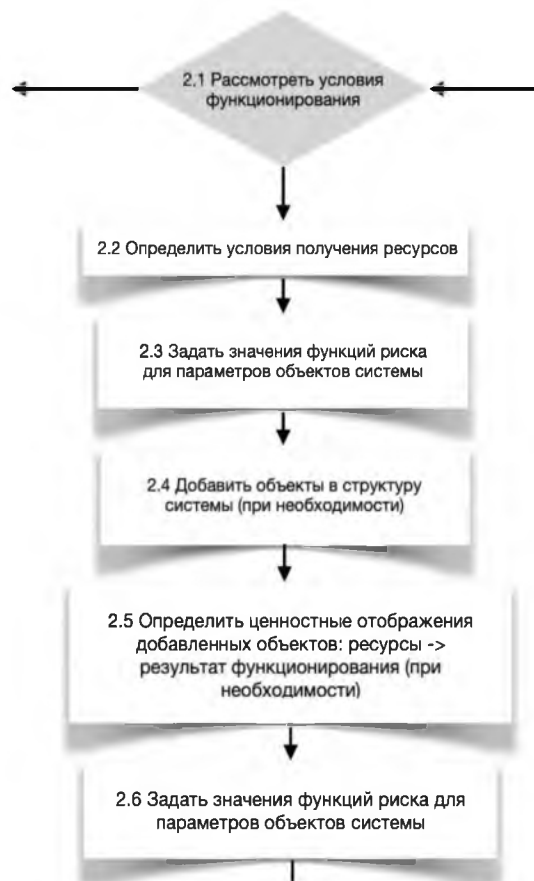 2.1 Рассмотреть условия
функционирования
2.2 Определить условия получения ресурсов
2.3 Задать значения функций риска
для параметров объектов системы
2.4 Добавить объекты в структуру
системы (при необходимости)
2.5 Определить ценностные отображения
добавленных объектов: ресурсы ->
результат функционирования (при
необходимости)
2.6 Задать значения функций риска для
параметров объектов системы